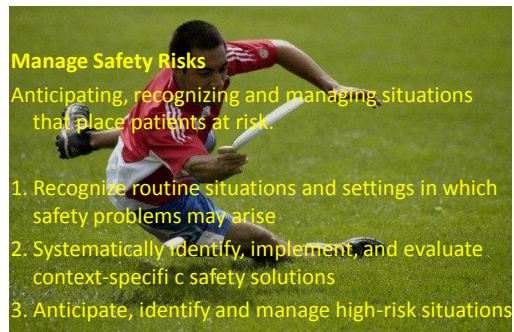 Manage Safety Risks
Anticipating, recognizing and managing situations
that place patients at risk.
1. Recognize routine situations and settings in which
safety problems may arise
2. Systematically identify, implement, and evaluate
context-specifi c safety solutions
3. Anticipate, identify and manage high-risk situations